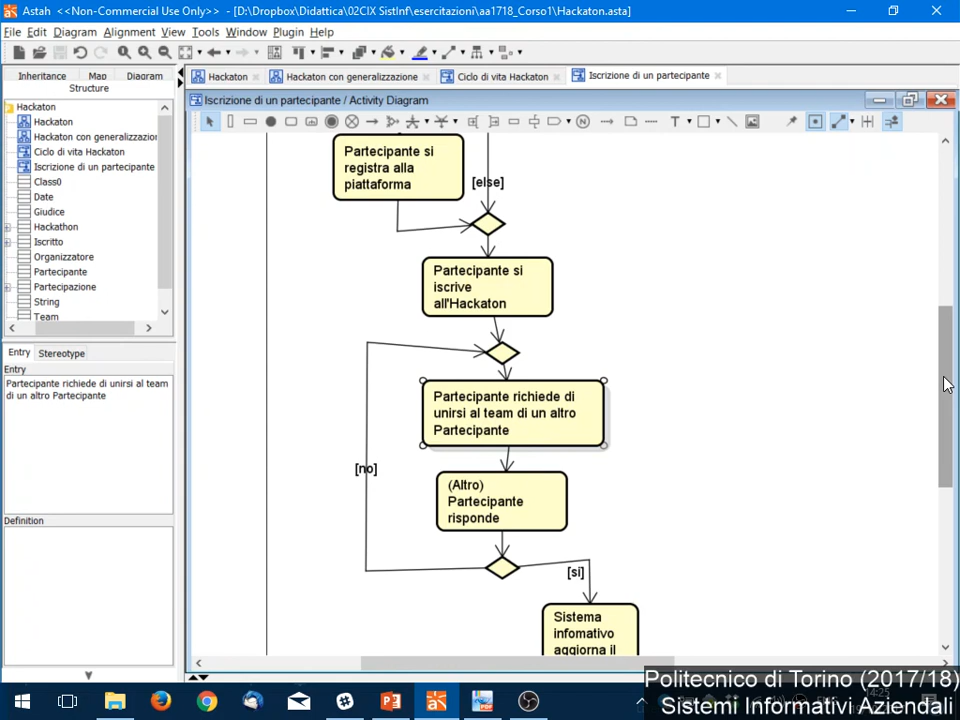 Astah <<Non-Commercial Use Only>> - [D:\Dropbox\Didattica\02CIX SistInf\esercitazioni\aa1718_Corso1\Hackaton.asta]
File Edit Diagram Alignment View Tools Window Plugin Help
Inheritance Map Diagram
Structure
Hackaton
Hackaton
Hackaton con generalizzazion
Ciclo di vita Hackaton
Iscrizione di un partecipante
Class0
Date
Giudice
Hackathon
Iscritto
Organizzatore
Partecipante
Partecipazione
String
Team
Entry Stereotype
Entry
Partecipante richiede di unirsi al team
di un altro Partecipante
Definition
Hackaton
Hackaton con generalizzazione
Ciclo di vita Hackaton
Iscrizione di un partecipante
Iscrizione di un partecipante / Activity Diagram
Partecipante si
registra alla
piattaforma
[else]
Partecipante si
iscrive
all'Hackaton
Partecipante richiede di
unirsi al team di un altro
Partecipante
[no]
(Altro)
Partecipante
risponde
[si]
Sistema
infomativo
aggiorna il
Politecnico di Torino (2017/18)
Sistemi Informativi Aziendali
14:25